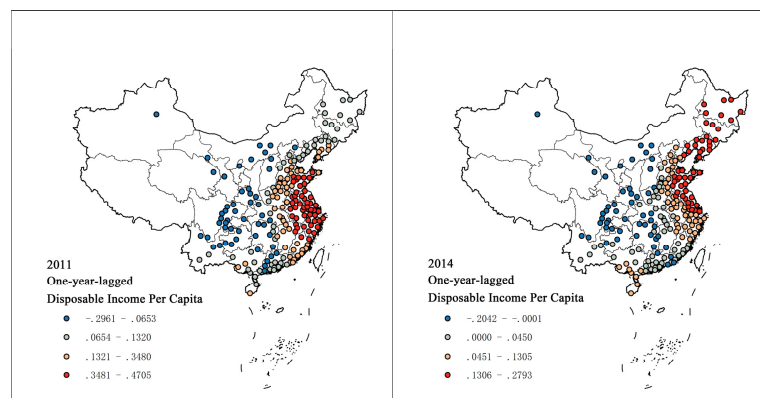 2011
One-year-lagged
Disposable Income Per Capita
-.2961 - .0653
.0654 - .1320
.1321 - .3480
.3481 - .4705
2014
One-year-lagged
Disposable Income Per Capita
-.2042 - -.0001
.0000 - .0450
.0451 - .1305
.1306 - .2793